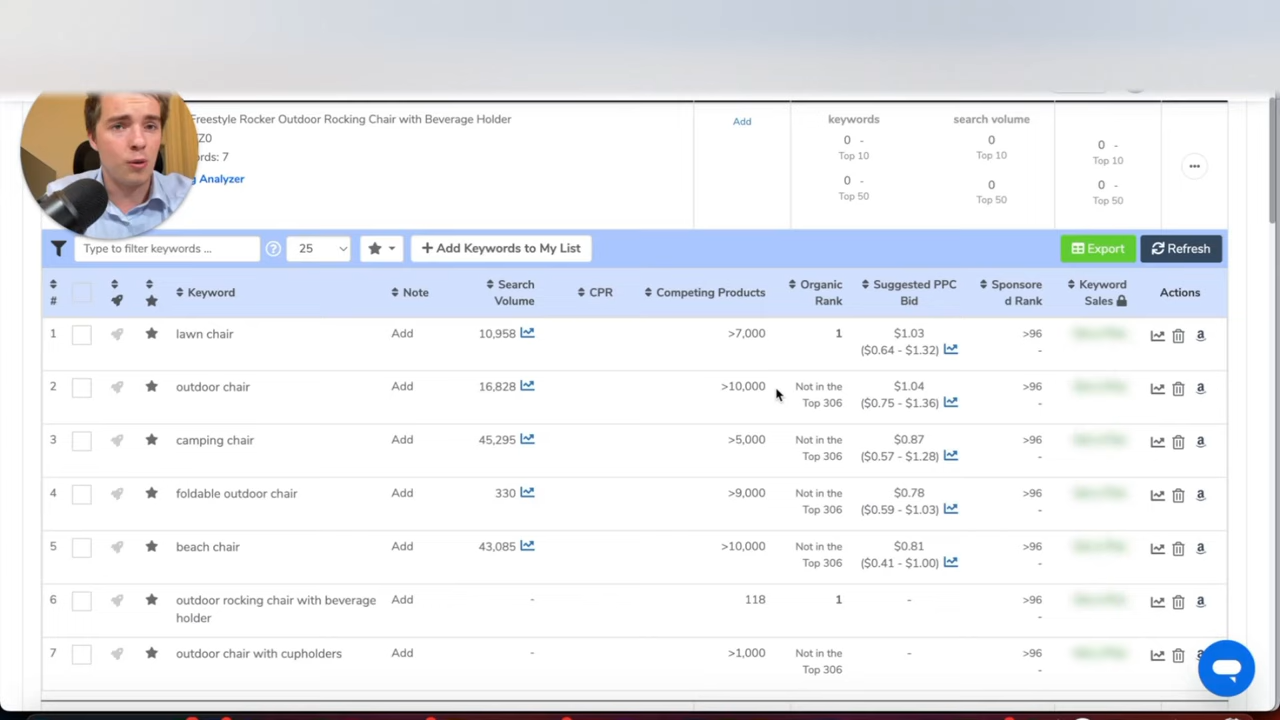 Freestyle Rocker Outdoor Rocking Chair with Beverage Holder
Add
keywords
search volume
ZO
rds: 7
Analyzer
0 -
Top 10
0 -
Top 50
0
Top 10
0
Top 50
0 -
Top 10
0 -
Top 50
Type to filter keywords ...
25
Add Keywords to My List
Export
Refresh
#
Keyword
Note
Search Volume
CPR
Competing Products
Organic Rank
Suggested PPC Bid
Sponsore d Rank
Keyword Sales
Actions
1 lawn chair Add 10,958 >7,000 1 $1.03 >96
($0.64 - $1.32) -
2 outdoor chair Add 16,828 >10,000 Not in the $1.04 >96
Top 306 ($0.75 - $1.36) -
3 camping chair Add 45,295 >5,000 Not in the $0.87 >96
Top 306 ($0.57 - $1.28) -
4 foldable outdoor chair Add 330 >9,000 Not in the $0.78 >96
Top 306 ($0.59 - $1.03) -
5 beach chair Add 43,085 >10,000 Not in the $0.81 >96
Top 306 ($0.41 - $1.00) -
6 outdoor rocking chair with beverage Add - 118 1 - >96
holder -
7 outdoor chair with cupholders Add - >1,000 Not in the - >96
Top 306 -